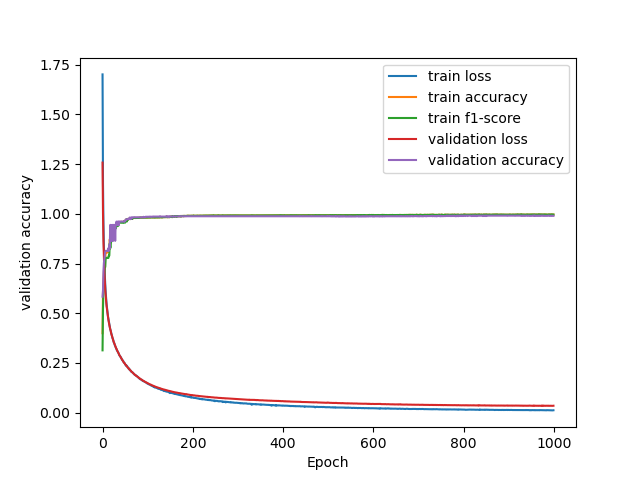 1.75
1.50
1.25
1.00
0.75
0.50
0.25
0.00
validation accuracy
train loss
train accuracy
train f1-score
validation loss
validation accuracy
0 200 400 600 800 1000
Epoch